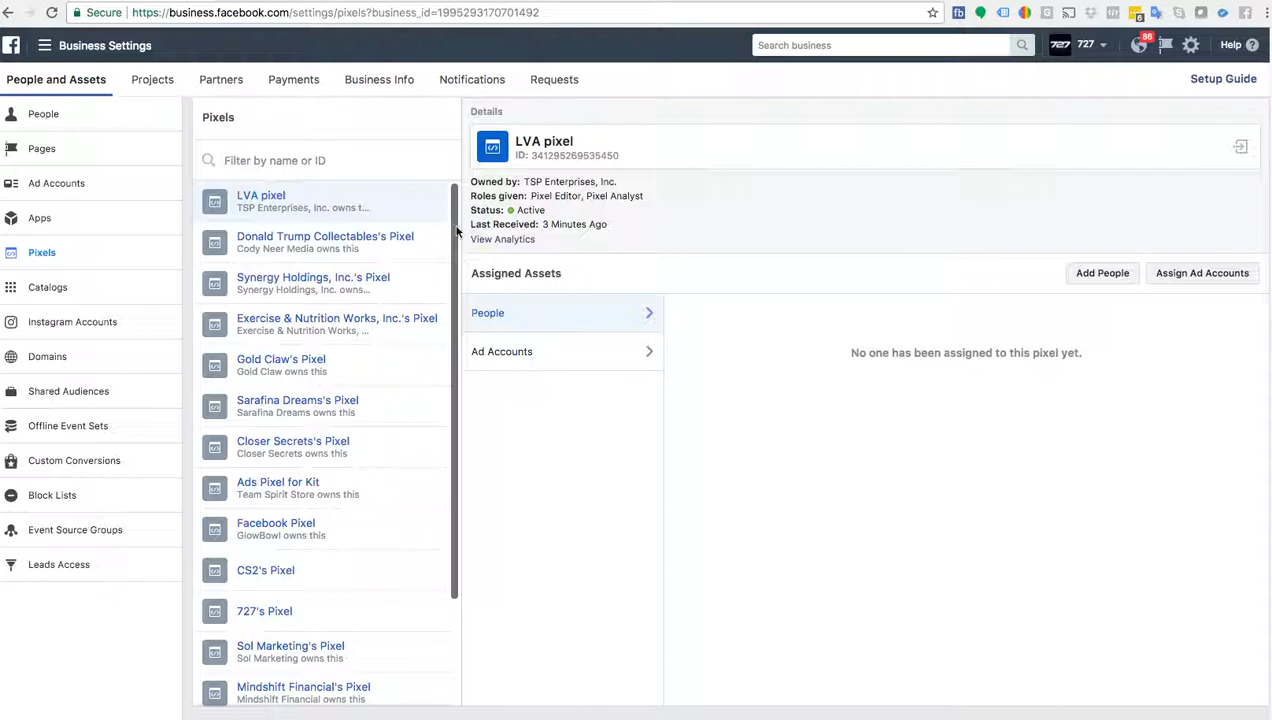 Secure
https://business.facebook.com/settings/pixels?business_id=1995293170701492
Business Settings
Search business
727
727
86
6
Help
People and Assets
Projects
Partners
Payments
Business Info
Notifications
Requests
Setup Guide
People
Pages
Ad Accounts
Apps
Pixels
Catalogs
Instagram Accounts
Domains
Shared Audiences
Offline Event Sets
Custom Conversions
Block Lists
Event Source Groups
Leads Access
Pixels
Filter by name or ID
LVA pixel
TSP Enterprises, Inc. owns t...
Donald Trump Collectables's Pixel
Cody Neer Media owns this
Synergy Holdings, Inc.'s Pixel
Synergy Holdings, Inc. owns...
Exercise & Nutrition Works, Inc.'s Pixel
Exercise & Nutrition Works, ...
Gold Claw's Pixel
Gold Claw owns this
Sarafina Dreams's Pixel
Sarafina Dreams owns this
Closer Secrets's Pixel
Closer Secrets owns this
Ads Pixel for Kit
Team Spirit Store owns this
Facebook Pixel
GlowBowl owns this
CS2's Pixel
727's Pixel
Sol Marketing's Pixel
Sol Marketing owns this
Mindshift Financial's Pixel
Mindshift Financial owns this
Details
LVA pixel
ID: 341295269535450
Owned by: TSP Enterprises, Inc.
Roles given: Pixel Editor, Pixel Analyst
Status: Active
Last Received: 3 Minutes Ago
View Analytics
Assigned Assets
Add People
Assign Ad Accounts
People
Ad Accounts
No one has been assigned to this pixel yet.